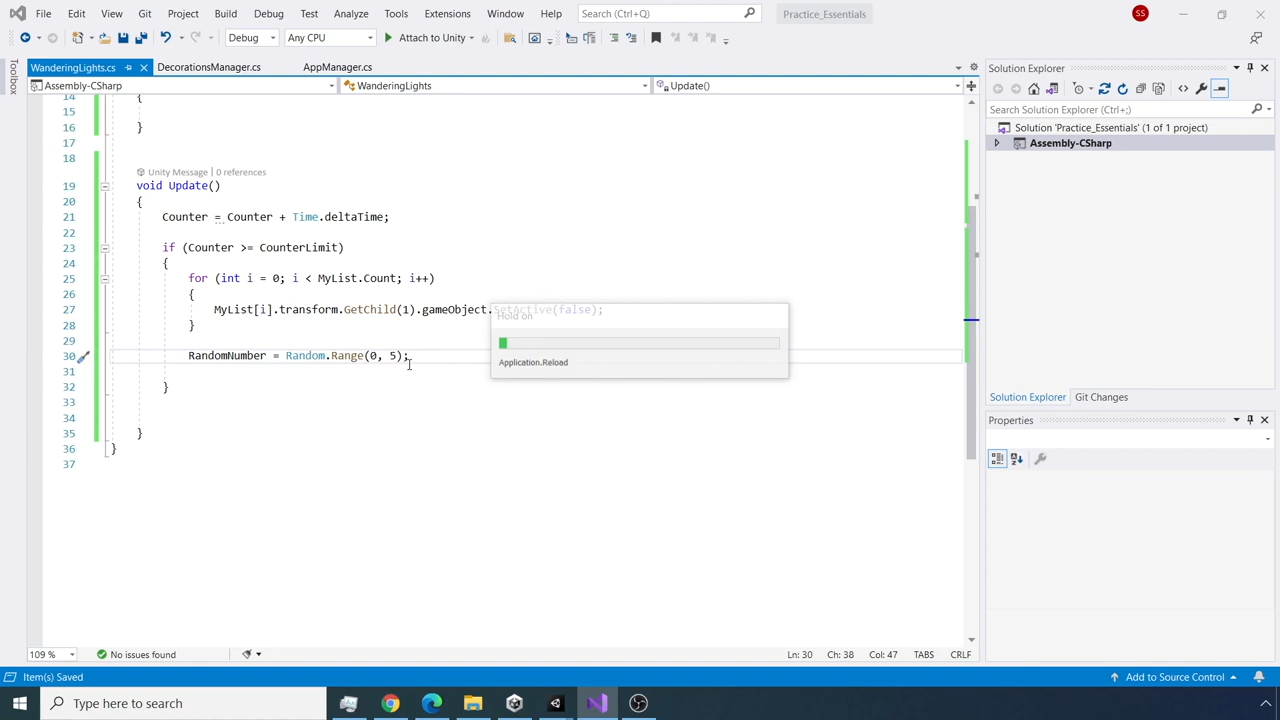 File Edit View Git Project Build Debug Test Analyze Tools Extensions Window Help Search (Ctrl+Q) Practice_Essentials SS
Debug Any CPU Attach to Unity
WanderingLights.cs DecorationsManager.cs AppManager.cs
Toolbox
Assembly-CSharp WanderingLights Update()
14 {
15
16 }
17
18
Unity Message | 0 references
19 void Update()
20 {
21 Counter = Counter + Time.deltaTime;
22
23 if (Counter >= CounterLimit)
24 {
25 for (int i = 0; i < MyList.Count; i++)
26 {
27 MyList[i].transform.GetChild(1).gameObject.SetActive(false);
28 }
29
30 RandomNumber = Random.Range(0, 5);
31
32 }
33
34
35 }
36 }
37
Hold on
Application.Reload
Solution Explorer
Search Solution Explorer (Ctrl+;)
Solution 'Practice_Essentials' (1 of 1 project)
Assembly-CSharp
Solution Explorer Git Changes
Properties
109 % No issues found Ln: 30 Ch: 38 Col: 47 TABS CRLF
Item(s) Saved Add to Source Control
Type here to search